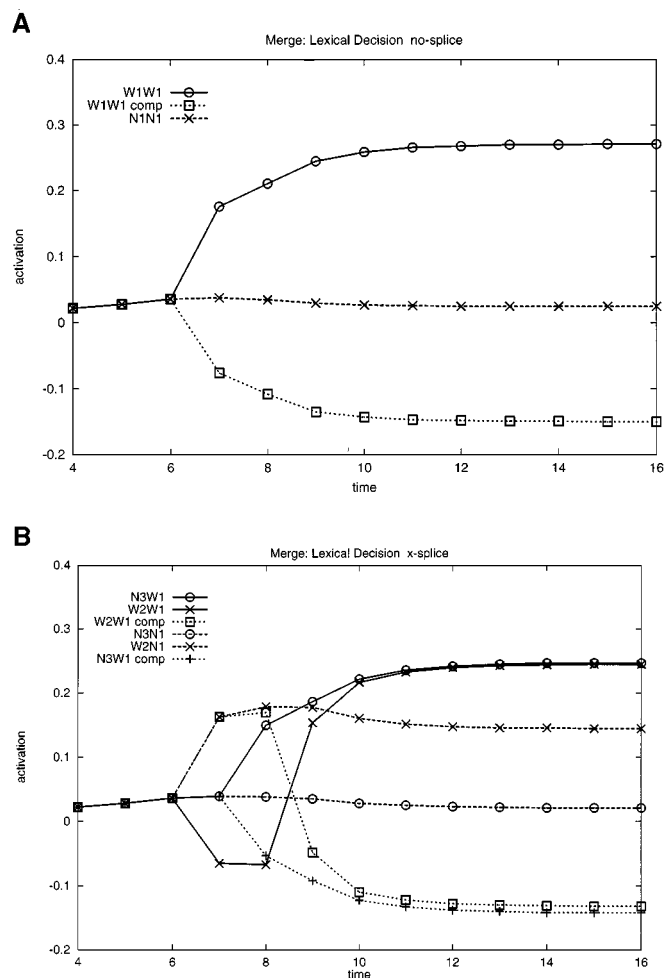 A
Merge: Lexical Decision no-splice
0.4
0.3
0.2
0.1
0
-0.1
-0.2
activation
W1W1
W1W1 comp
N1N1
4 6 8 10 12 14 16
time
B
Merge: Lexical Decision x-splice
0.4
0.3
0.2
0.1
0
-0.1
-0.2
activation
N3W1
W2W1
W2W1 comp
N3N1
W2N1
N3W1 comp
4 6 8 10 12 14 16
time